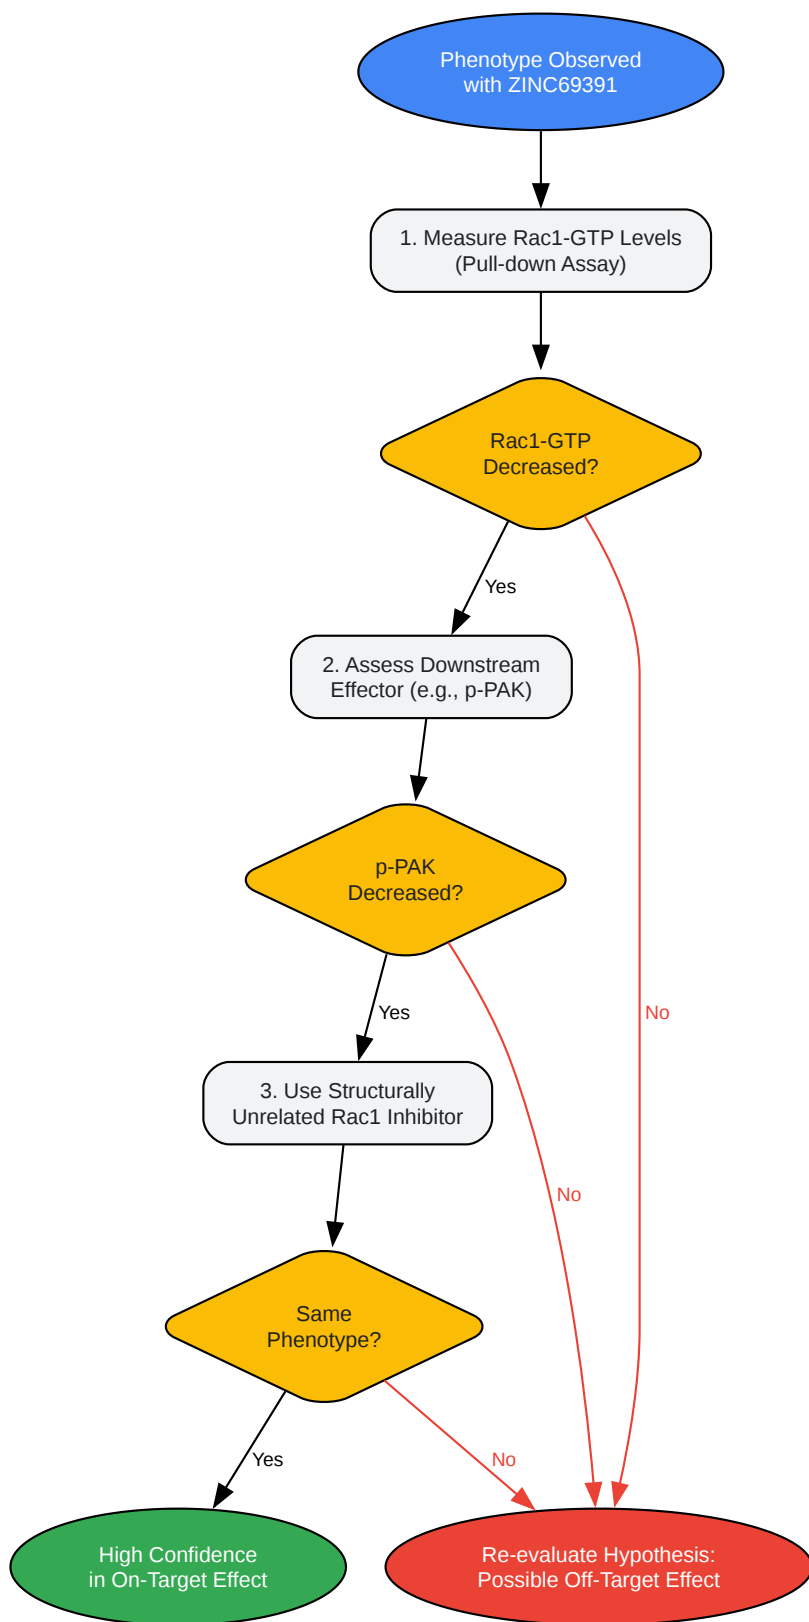 Phenotype Observed
with ZINC69391
1. Measure Rac1-GTP Levels
(Pull-down Assay)
Rac1-GTP
Decreased?
Yes
2. Assess Downstream
Effector (e.g., p-PAK)
p-PAK
Decreased?
Yes
No
3. Use Structurally
Unrelated Rac1 Inhibitor
No
Same
Phenotype?
Yes
No
High Confidence
in On-Target Effect
Re-evaluate Hypothesis:
Possible Off-Target Effect